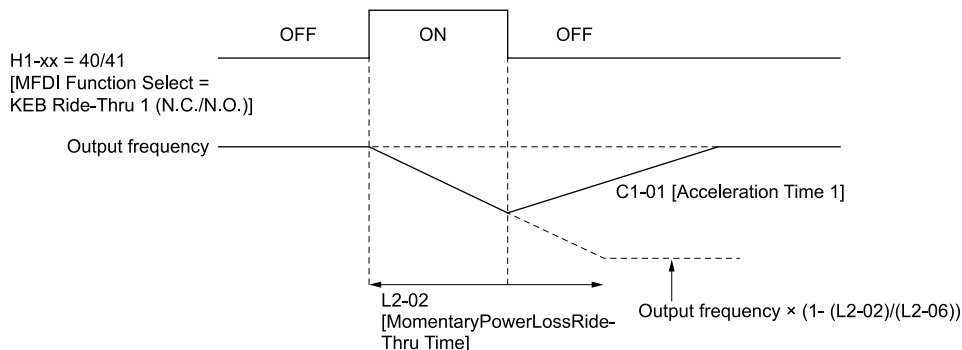 OFF ON OFF
H1-xx = 40/41
[MFDI Function Select =
KEB Ride-Thru 1 (N.C./N.O.)]
Output frequency
C1-01 [Acceleration Time 1]
L2-02
[MomentaryPowerLossRide-
Thru Time]
Output frequency × (1- (L2-02)/(L2-06))